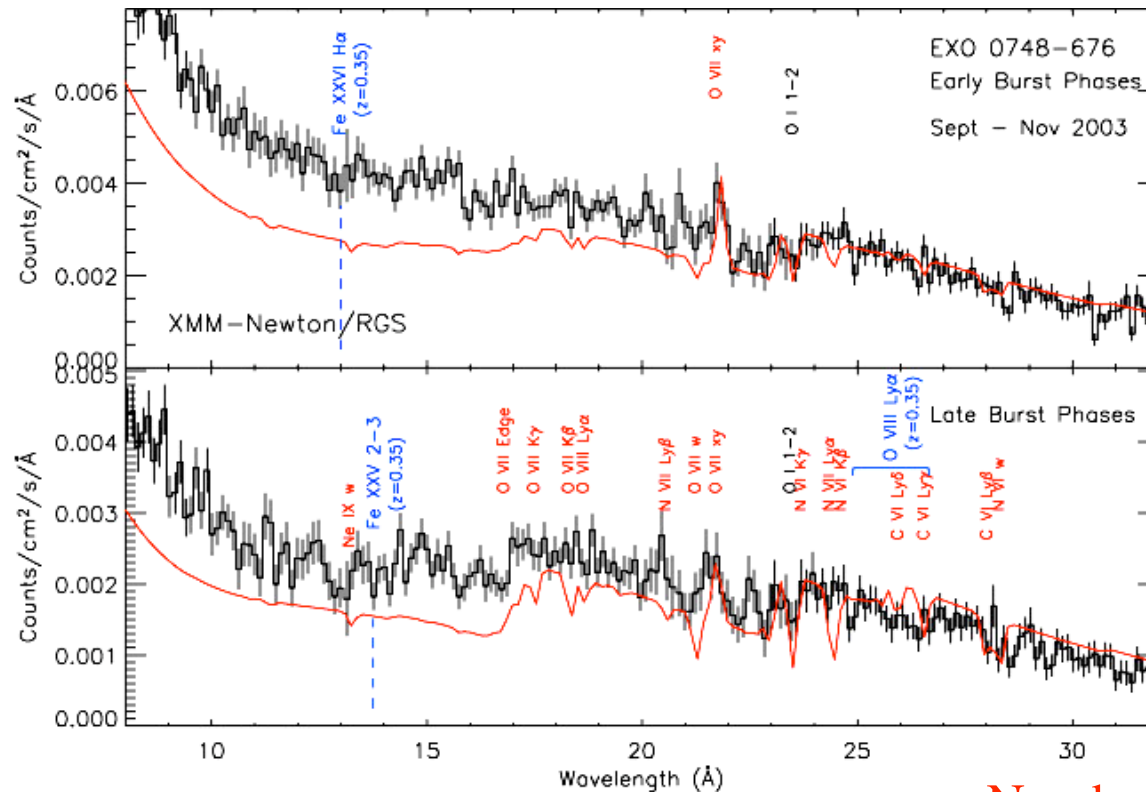 EXO 0748-676
Early Burst Phases
Sept - Nov 2003
Fe XXVI Hα
(z=0.35)
O VII xy
O I 1-2
Counts/cm²/s/Å
0.006
0.004
0.002
0.000
XMM-Newton/RGS
Late Burst Phases
Ne IX w
Fe XXV 2-3
(z=0.35)
O VII Edge
O VII Kγ
O VII Kβ
O VIII Lyα
N VII Lyβ
O VII w
O VII xy
O I 1-2
N VI Kγ
N VII Lyα
N VI Kβ
O VIII Lyα
(z=0.35)
C VI Lyδ
C VI Lyγ
C VI Lyβ
N VI w
Counts/cm²/s/Å
0.005
0.004
0.003
0.002
0.001
0.000
10 15 20 25 30
Wavelength (Å)